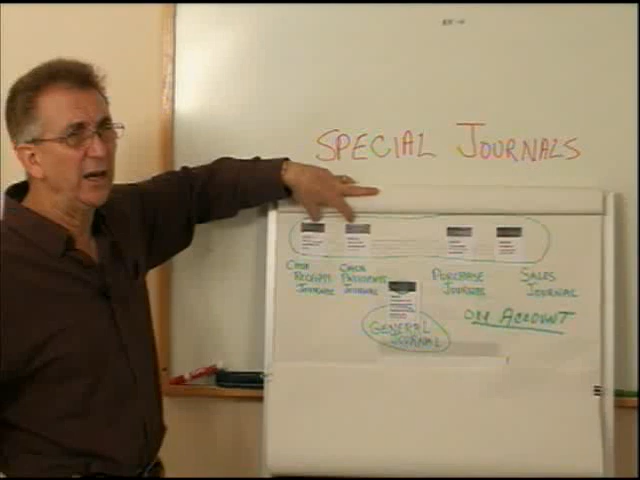 SPECIAL JOURNALS
CASH
RECEIPTS
JOURNAL
CASH
PAYMENTS
JOURNAL
PURCHASE
JOURNAL
SALES
JOURNAL
GENERAL
JOURNAL
ON ACCOUNT